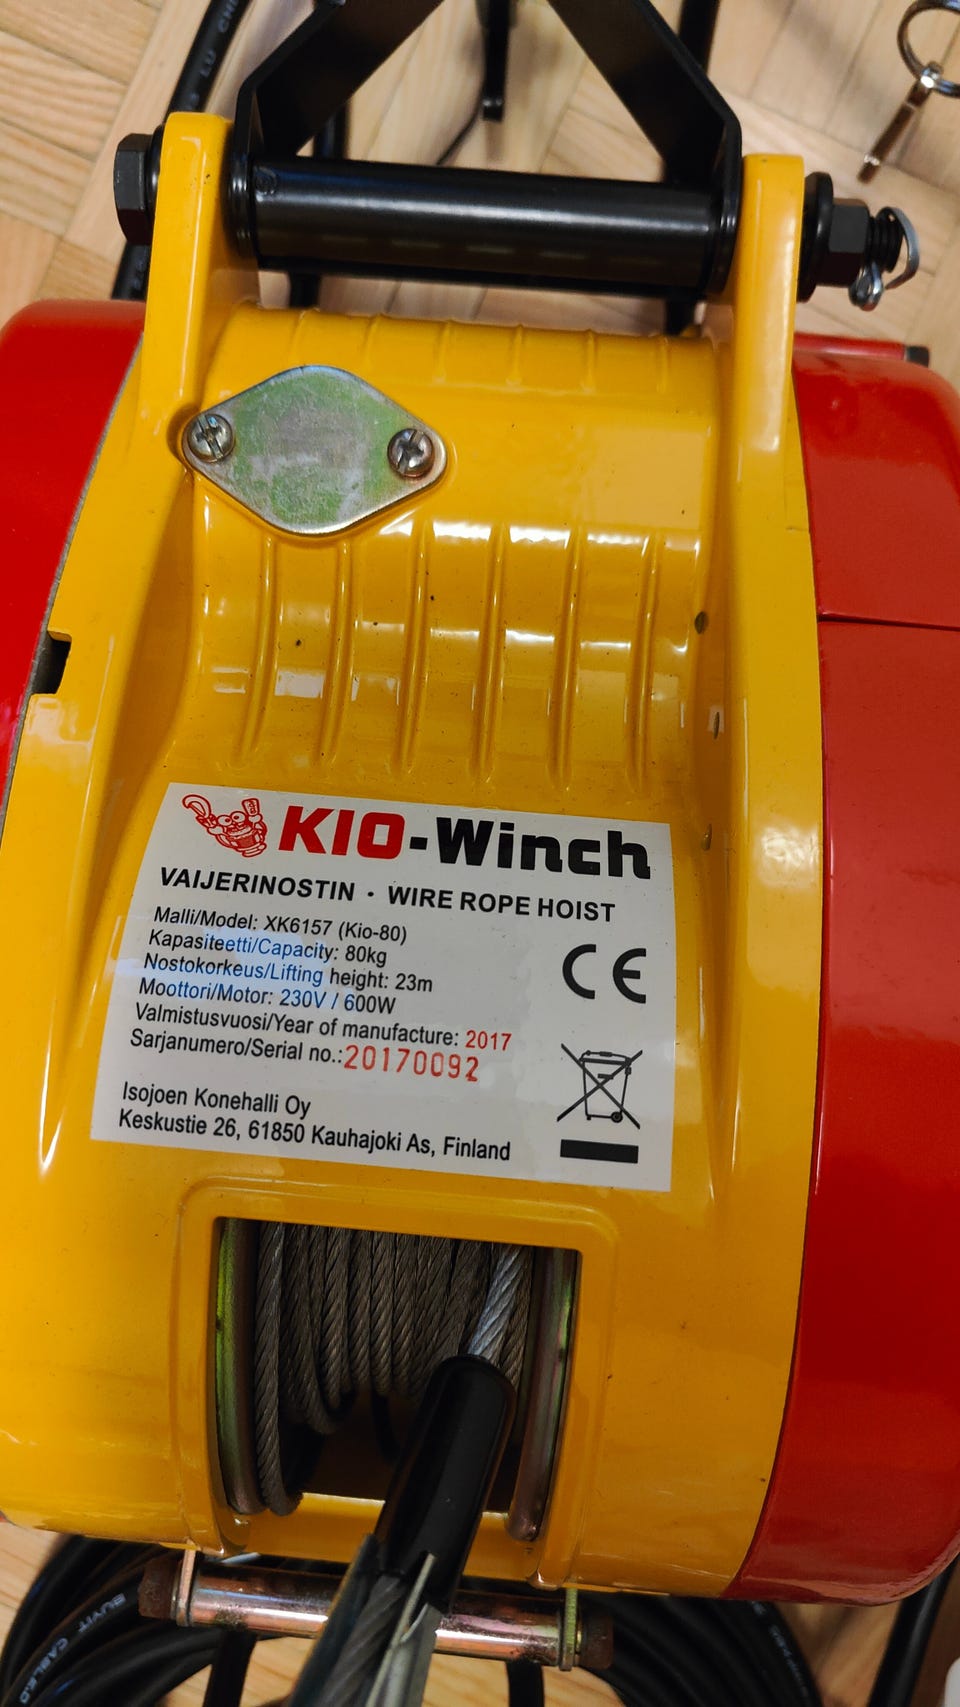 KIO-Winch
VAIJERINOSTIN · WIRE ROPE HOIST
Malli/Model: XK6157 (Kio-80)
Kapasiteetti/Capacity: 80kg
Nostokorkeus/Lifting height: 23m
Moottori/Motor: 230V / 600W
Valmistusvuosi/Year of manufacture: 2017
Sarjanumero/Serial no.:20170092
CE
Isojoen Konehalli Oy
Keskustie 26, 61850 Kauhajoki As, Finland